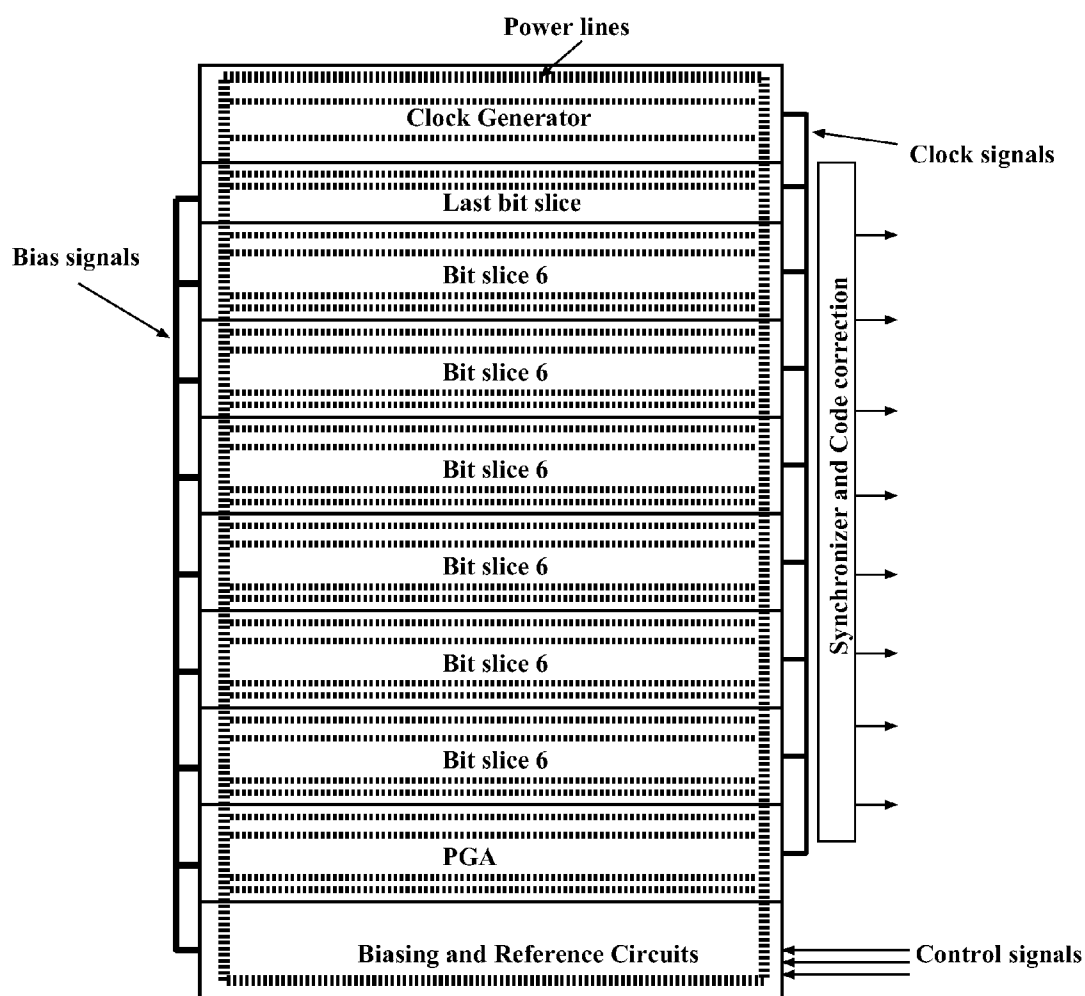 Power lines
Clock Generator
Clock signals
Last bit slice
Bias signals
Bit slice 6
Bit slice 6
Bit slice 6
Bit slice 6
Bit slice 6
Bit slice 6
Synchronizer and Code correction
PGA
Biasing and Reference Circuits
Control signals